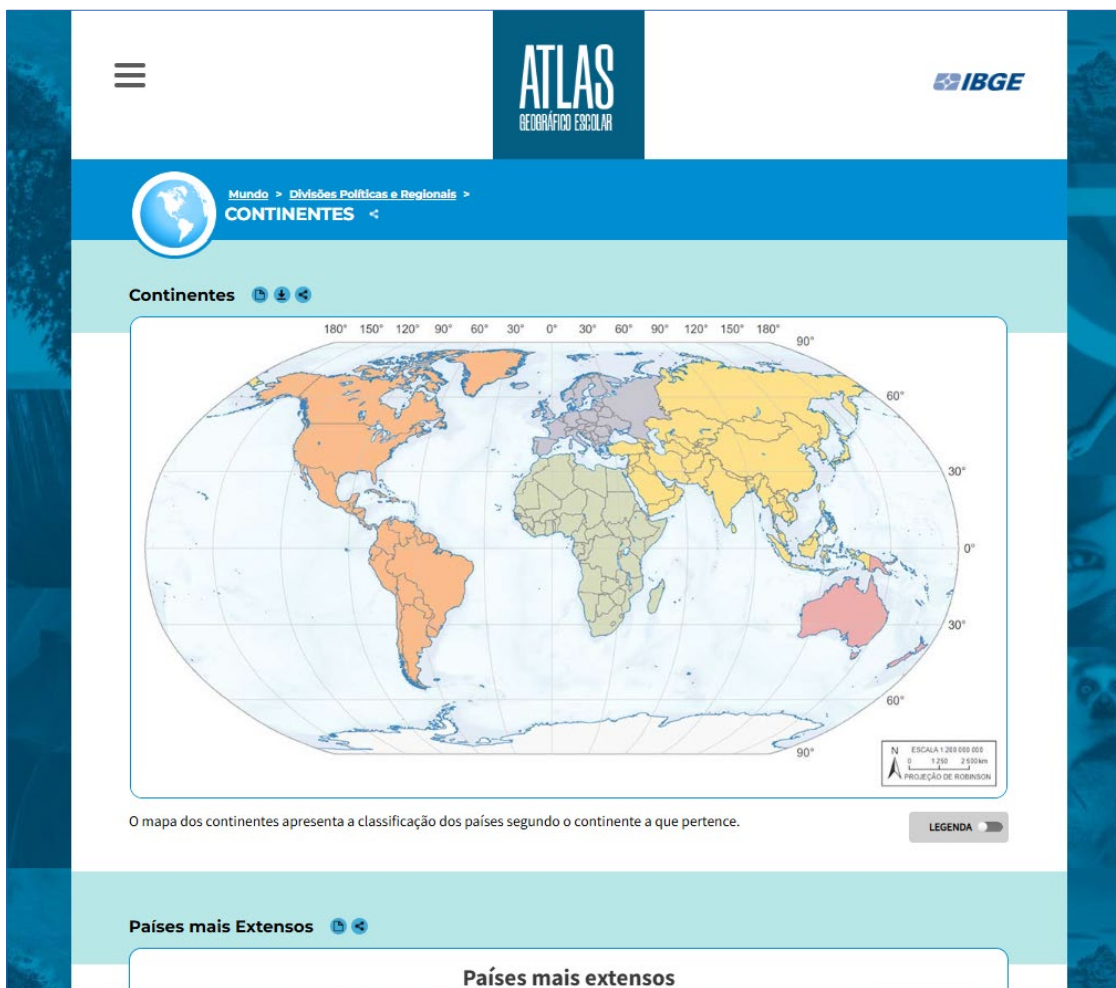 ATLAS
GEOGRÁFICO ESCOLAR
IBGE
Mundo > Divisões Políticas e Regionais >
CONTINENTES
Continentes
180° 150° 120° 90° 60° 30° 0° 30° 60° 90° 120° 150° 180°
90°
60°
30°
0°
30°
60°
90°
N ESCALA 1:200 000 000
0 1 250 2 500 km
PROJEÇÃO DE ROBINSON
O mapa dos continentes apresenta a classificação dos países segundo o continente a que pertence.
LEGENDA
Países mais Extensos
Países mais extensos